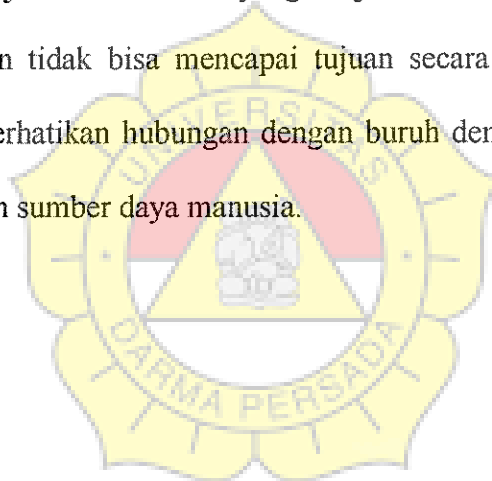 n tidak bisa mencapai tujuan secara
erhatikan hubungan dengan buruh den
n sumber daya manusia.
UNIVERSITAS
DARMA PERSADA